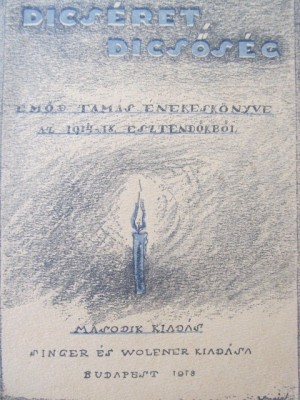 DICSÉRET,
DICSŐSÉG
EMŐD TAMÁS ÉNEKESKÖNYVE
AZ 1914-18. ESZTENDŐKBŐL
MÁSODIK KIADÁS
SINGER ÉS WOLFNER KIADÁSA
BUDAPEST 1918